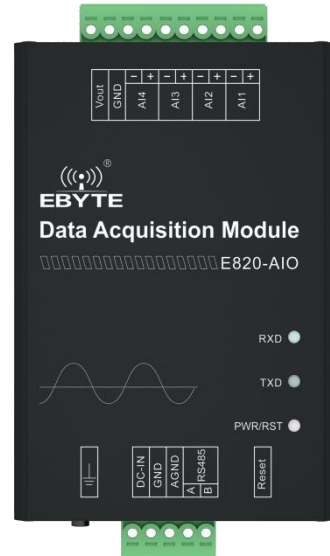 Vout GND AI4 - + AI3 - + AI2 - + AI1 - +
®
EBYTE
Data Acquisition Module
E820-AIO
RXD
TXD
PWR/RST
DC-IN GND AGND A B RS485
Reset